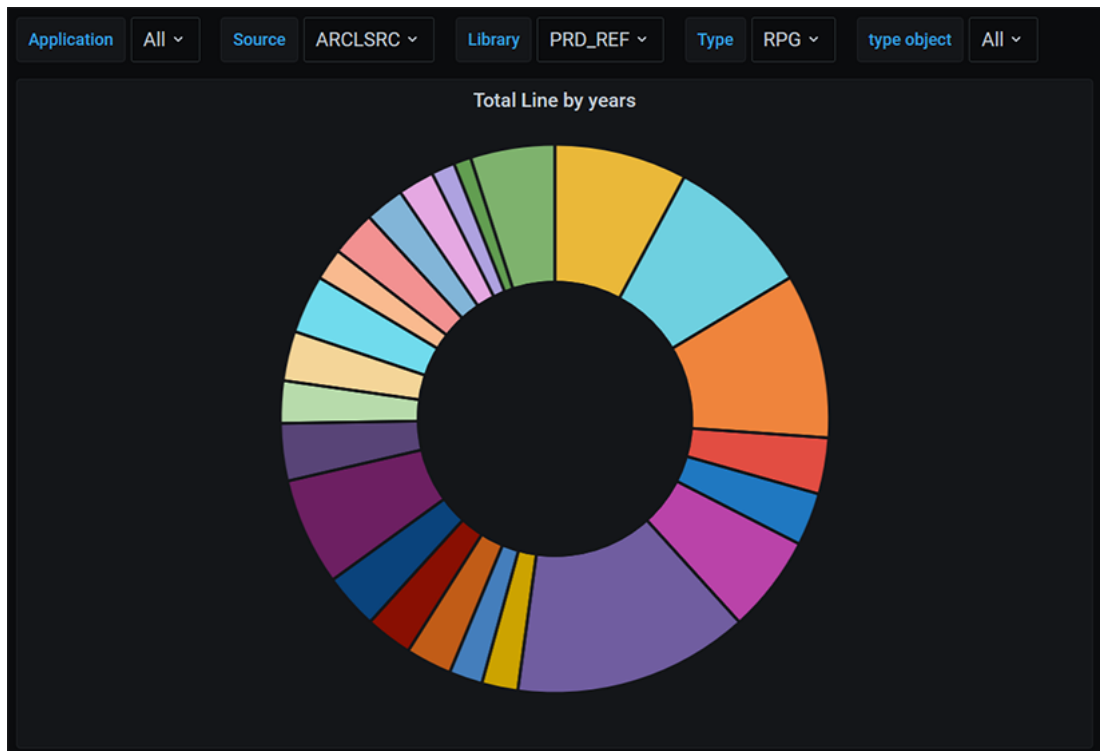 Application All Source ARCLSRC Library PRD_REF Type RPG type object All
Total Line by years